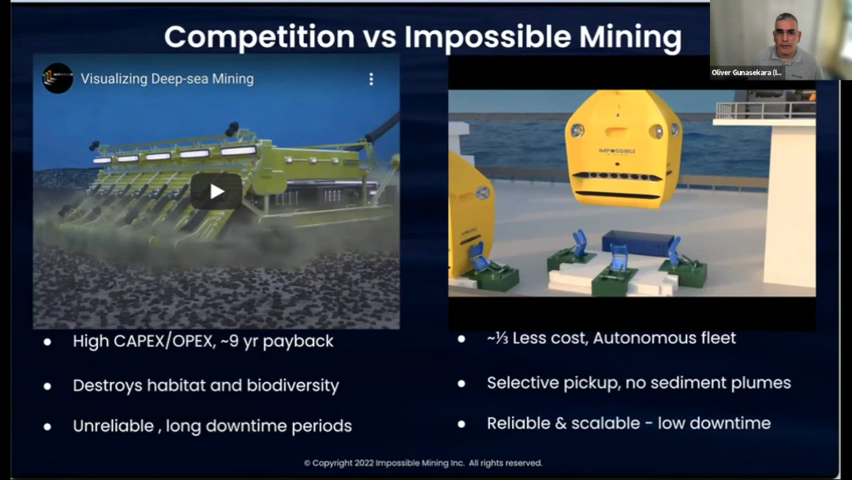 Competition vs Impossible Mining
Oliver Gunasekara (I...
Visualizing Deep-sea Mining
IMPOSSIBLE
MINING
High CAPEX/OPEX, ~9 yr payback
Destroys habitat and biodiversity
Unreliable , long downtime periods
~⅓ Less cost, Autonomous fleet
Selective pickup, no sediment plumes
Reliable & scalable - low downtime
© Copyright 2022 Impossible Mining Inc. All rights reserved.